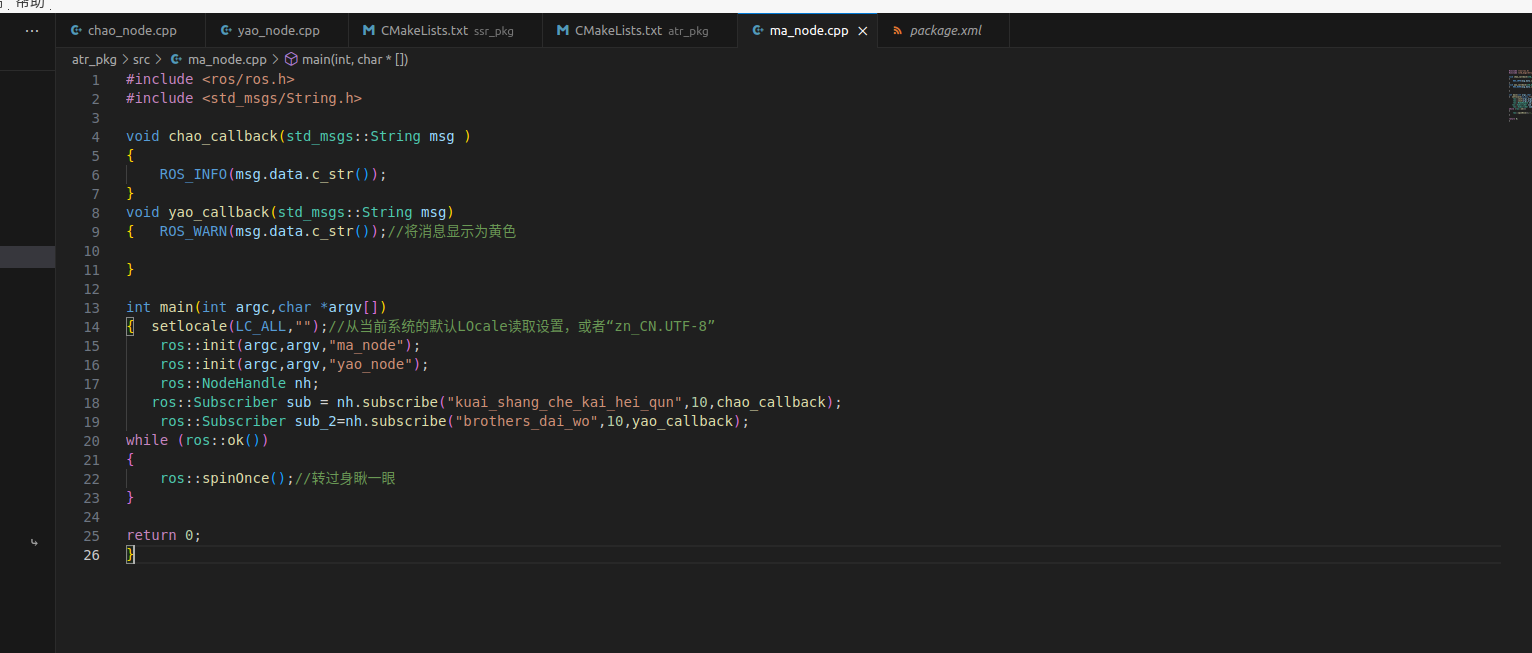 帮助
chao_node.cpp yao_node.cpp CMakeLists.txt ssr_pkg CMakeLists.txt atr_pkg ma_node.cpp package.xml
atr_pkg > src > ma_node.cpp > main(int, char * [])
1 #include <ros/ros.h>
2 #include <std_msgs/String.h>
3
4 void chao_callback(std_msgs::String msg )
5 {
6     ROS_INFO(msg.data.c_str());
7 }
8 void yao_callback(std_msgs::String msg)
9 {   ROS_WARN(msg.data.c_str());//将消息显示为黄色
10
11 }
12
13 int main(int argc,char *argv[])
14 {  setlocale(LC_ALL,"");//从当前系统的默认LOcale读取设置，或者“zn_CN.UTF-8”
15     ros::init(argc,argv,"ma_node");
16     ros::init(argc,argv,"yao_node");
17     ros::NodeHandle nh;
18    ros::Subscriber sub = nh.subscribe("kuai_shang_che_kai_hei_qun",10,chao_callback);
19     ros::Subscriber sub_2=nh.subscribe("brothers_dai_wo",10,yao_callback);
20 while (ros::ok())
21 {
22     ros::spinOnce();//转过身瞅一眼
23 }
24
25 return 0;
26 }